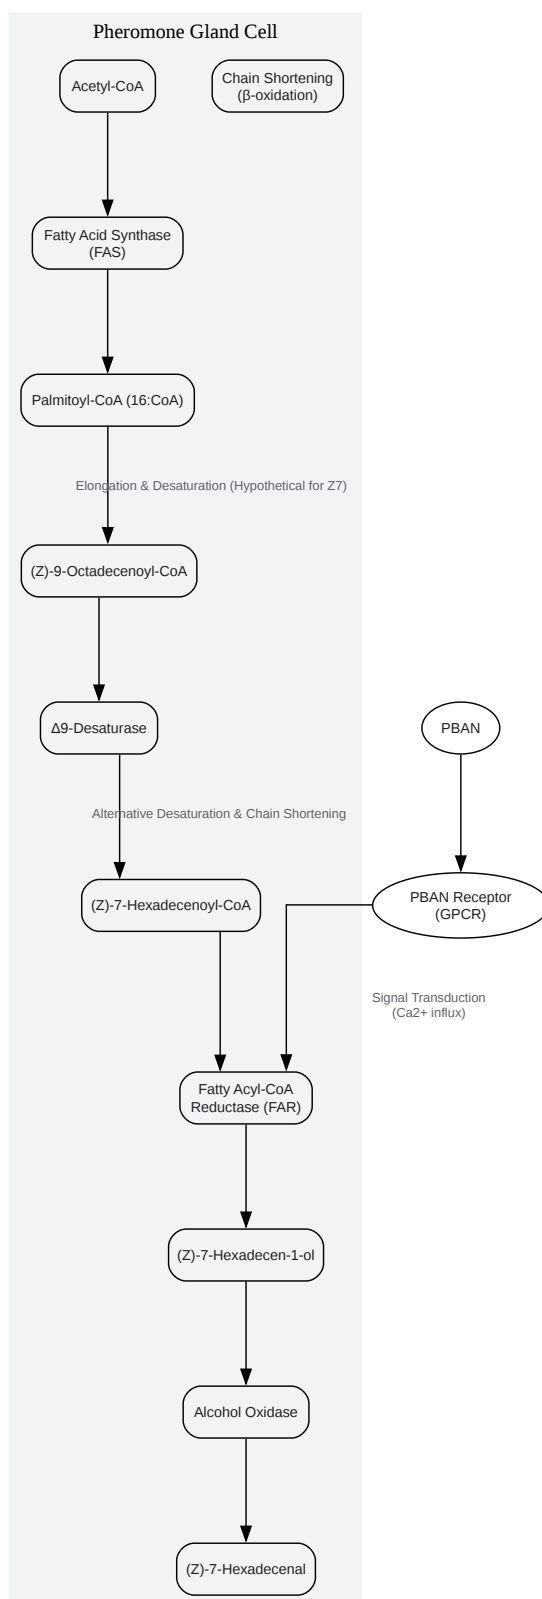 Pheromone Gland Cell
Acetyl-CoA
Chain Shortening
(β-oxidation)
Fatty Acid Synthase
(FAS)
Palmitoyl-CoA (16:CoA)
Elongation & Desaturation (Hypothetical for Z7)
(Z)-9-Octadecenoyl-CoA
Δ9-Desaturase
PBAN
Alternative Desaturation & Chain Shortening
(Z)-7-Hexadecenoyl-CoA
PBAN Receptor
(GPCR)
Signal Transduction
(Ca2+ influx)
Fatty Acyl-CoA
Reductase (FAR)
(Z)-7-Hexadecen-1-ol
Alcohol Oxidase
(Z)-7-Hexadecenal